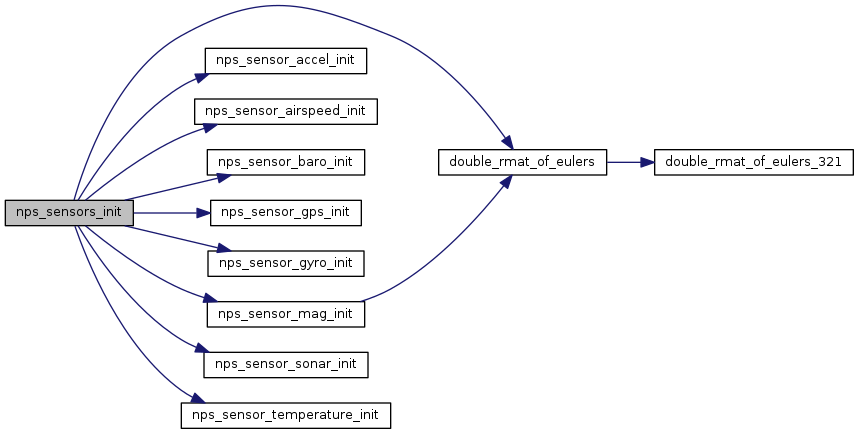 nps_sensors_init
nps_sensor_accel_init
nps_sensor_airspeed_init
nps_sensor_baro_init
nps_sensor_gps_init
nps_sensor_gyro_init
nps_sensor_mag_init
nps_sensor_sonar_init
nps_sensor_temperature_init
double_rmat_of_eulers
double_rmat_of_eulers_321